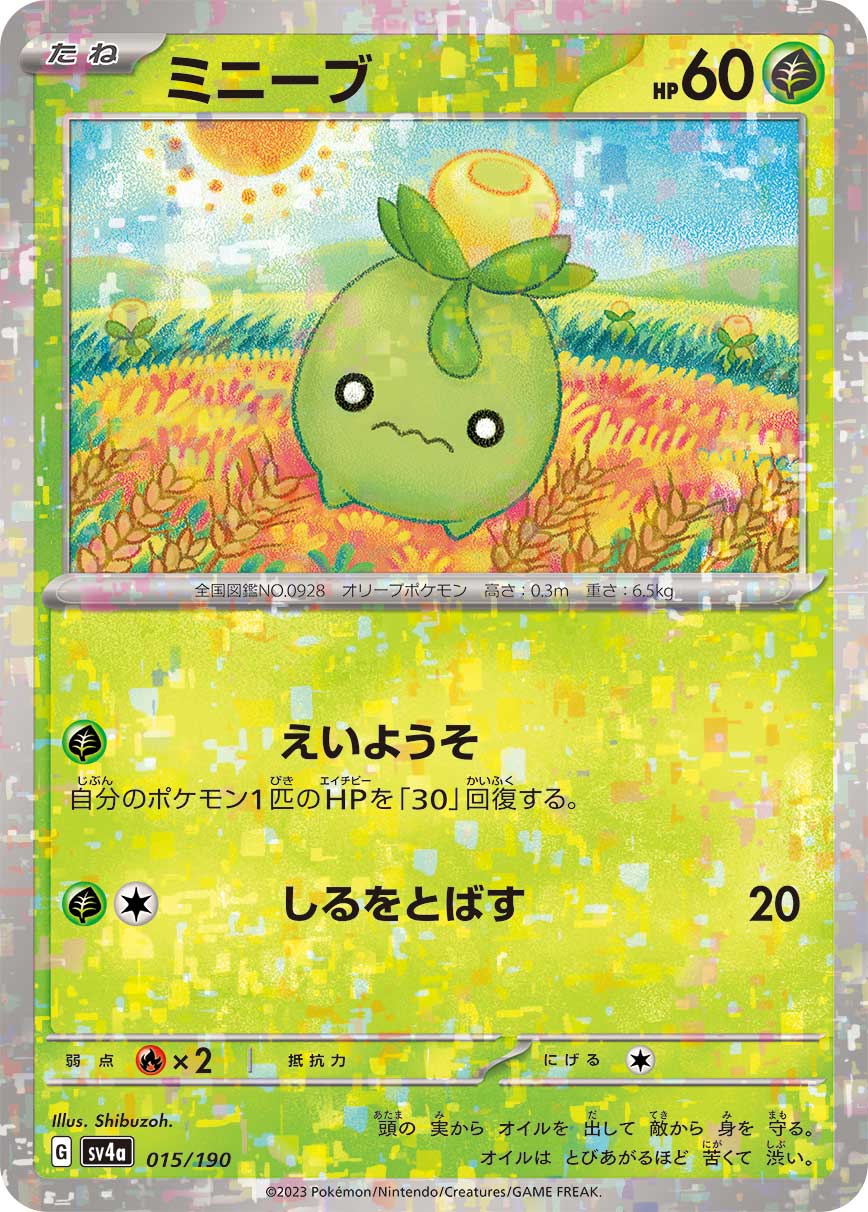 たね
ミニーブ
HP60
全国図鑑NO.0928 オリーブポケモン 高さ:0.3m 重さ:6.5kg
えいようそ
自分のポケモン1匹のHPを「30」回復する。
しるをとばす 20
弱点 ×2 抵抗力 にげる
Illus. Shibuzoh.
頭の 実から オイルを 出して 敵から 身を 守る。
オイルは とびあがるほど 苦くて 渋い。
G sv4a 015/190
©2023 Pokémon/Nintendo/Creatures/GAME FREAK.